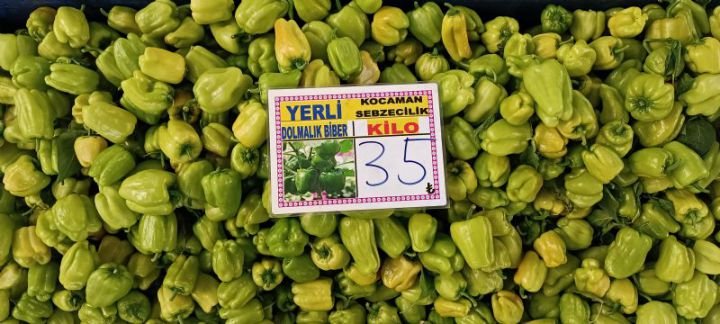 YERLİ
DOLMALIK BİBER
KOCAMAN
SEBZECİLİK
KİLO
35 ₺